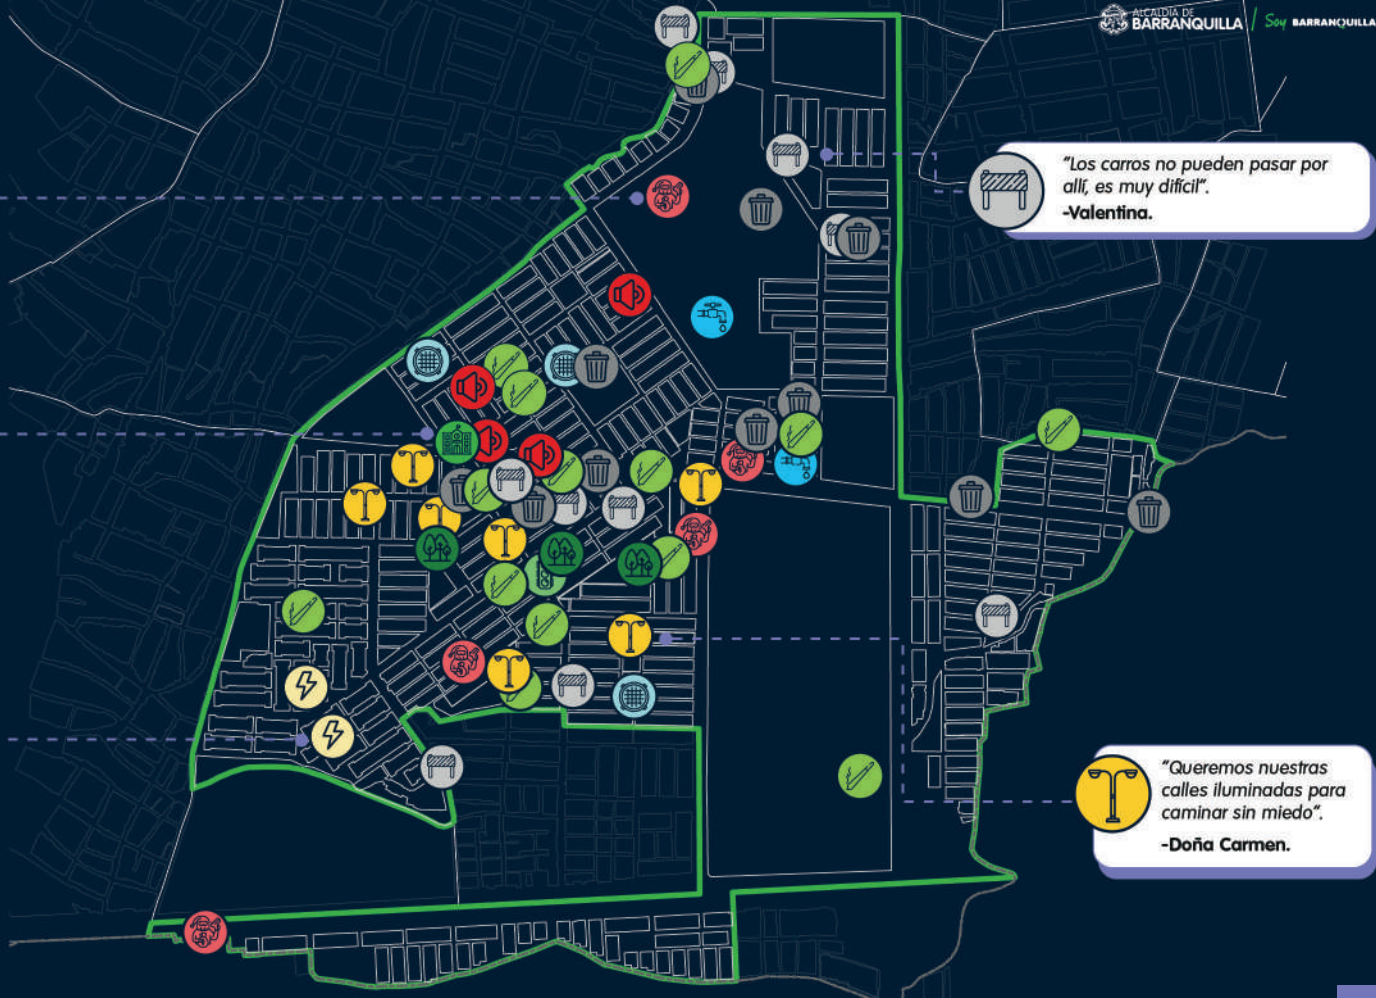 ALCALDÍA DE
BARRANQUILLA
Soy BARRANQUILLA
"Los carros no pueden pasar por
allí, es muy difícil".
-Valentina.
"Queremos nuestras
calles iluminadas para
caminar sin miedo".
-Doña Carmen.